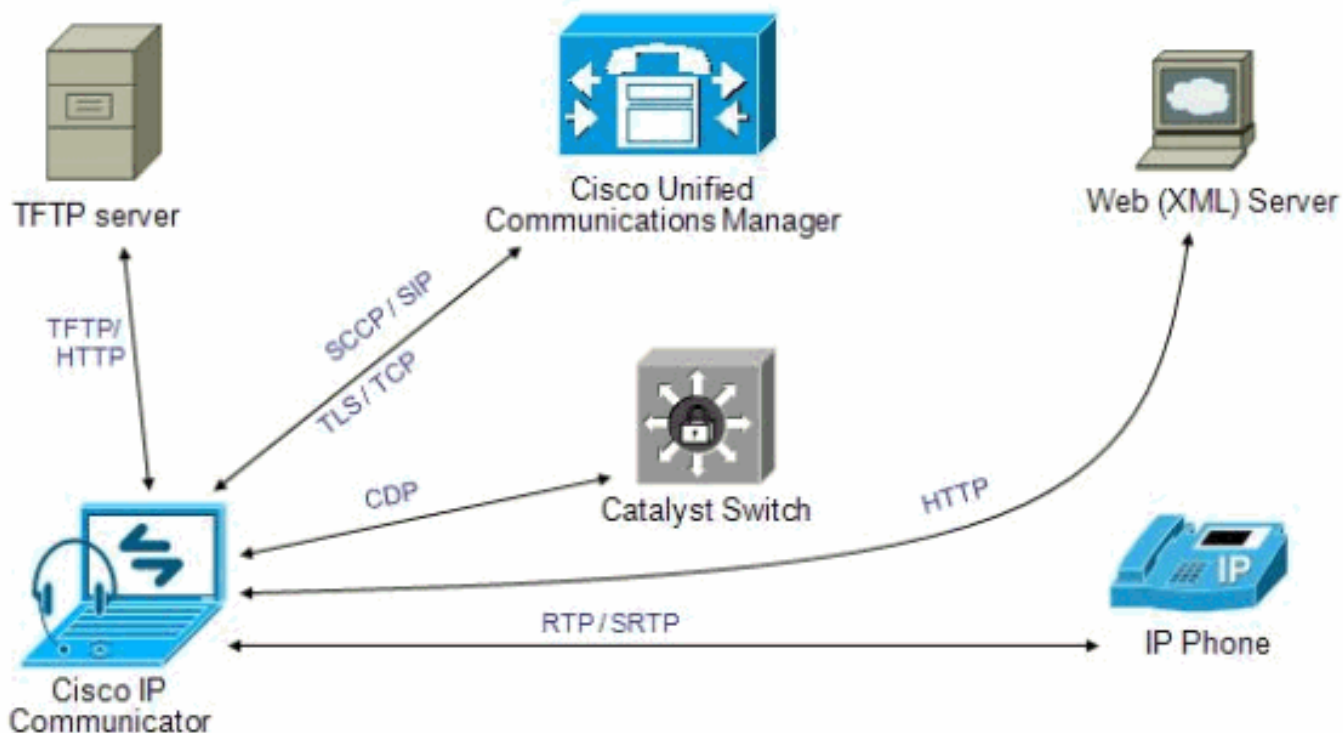 TFTP server
Cisco Unified
Communications Manager
Web (XML) Server
TFTP/
HTTP
SCCP / SIP
TLS / TCP
CDP
Catalyst Switch
HTTP
RTP / SRTP
IP
IP Phone
Cisco IP
Communicator